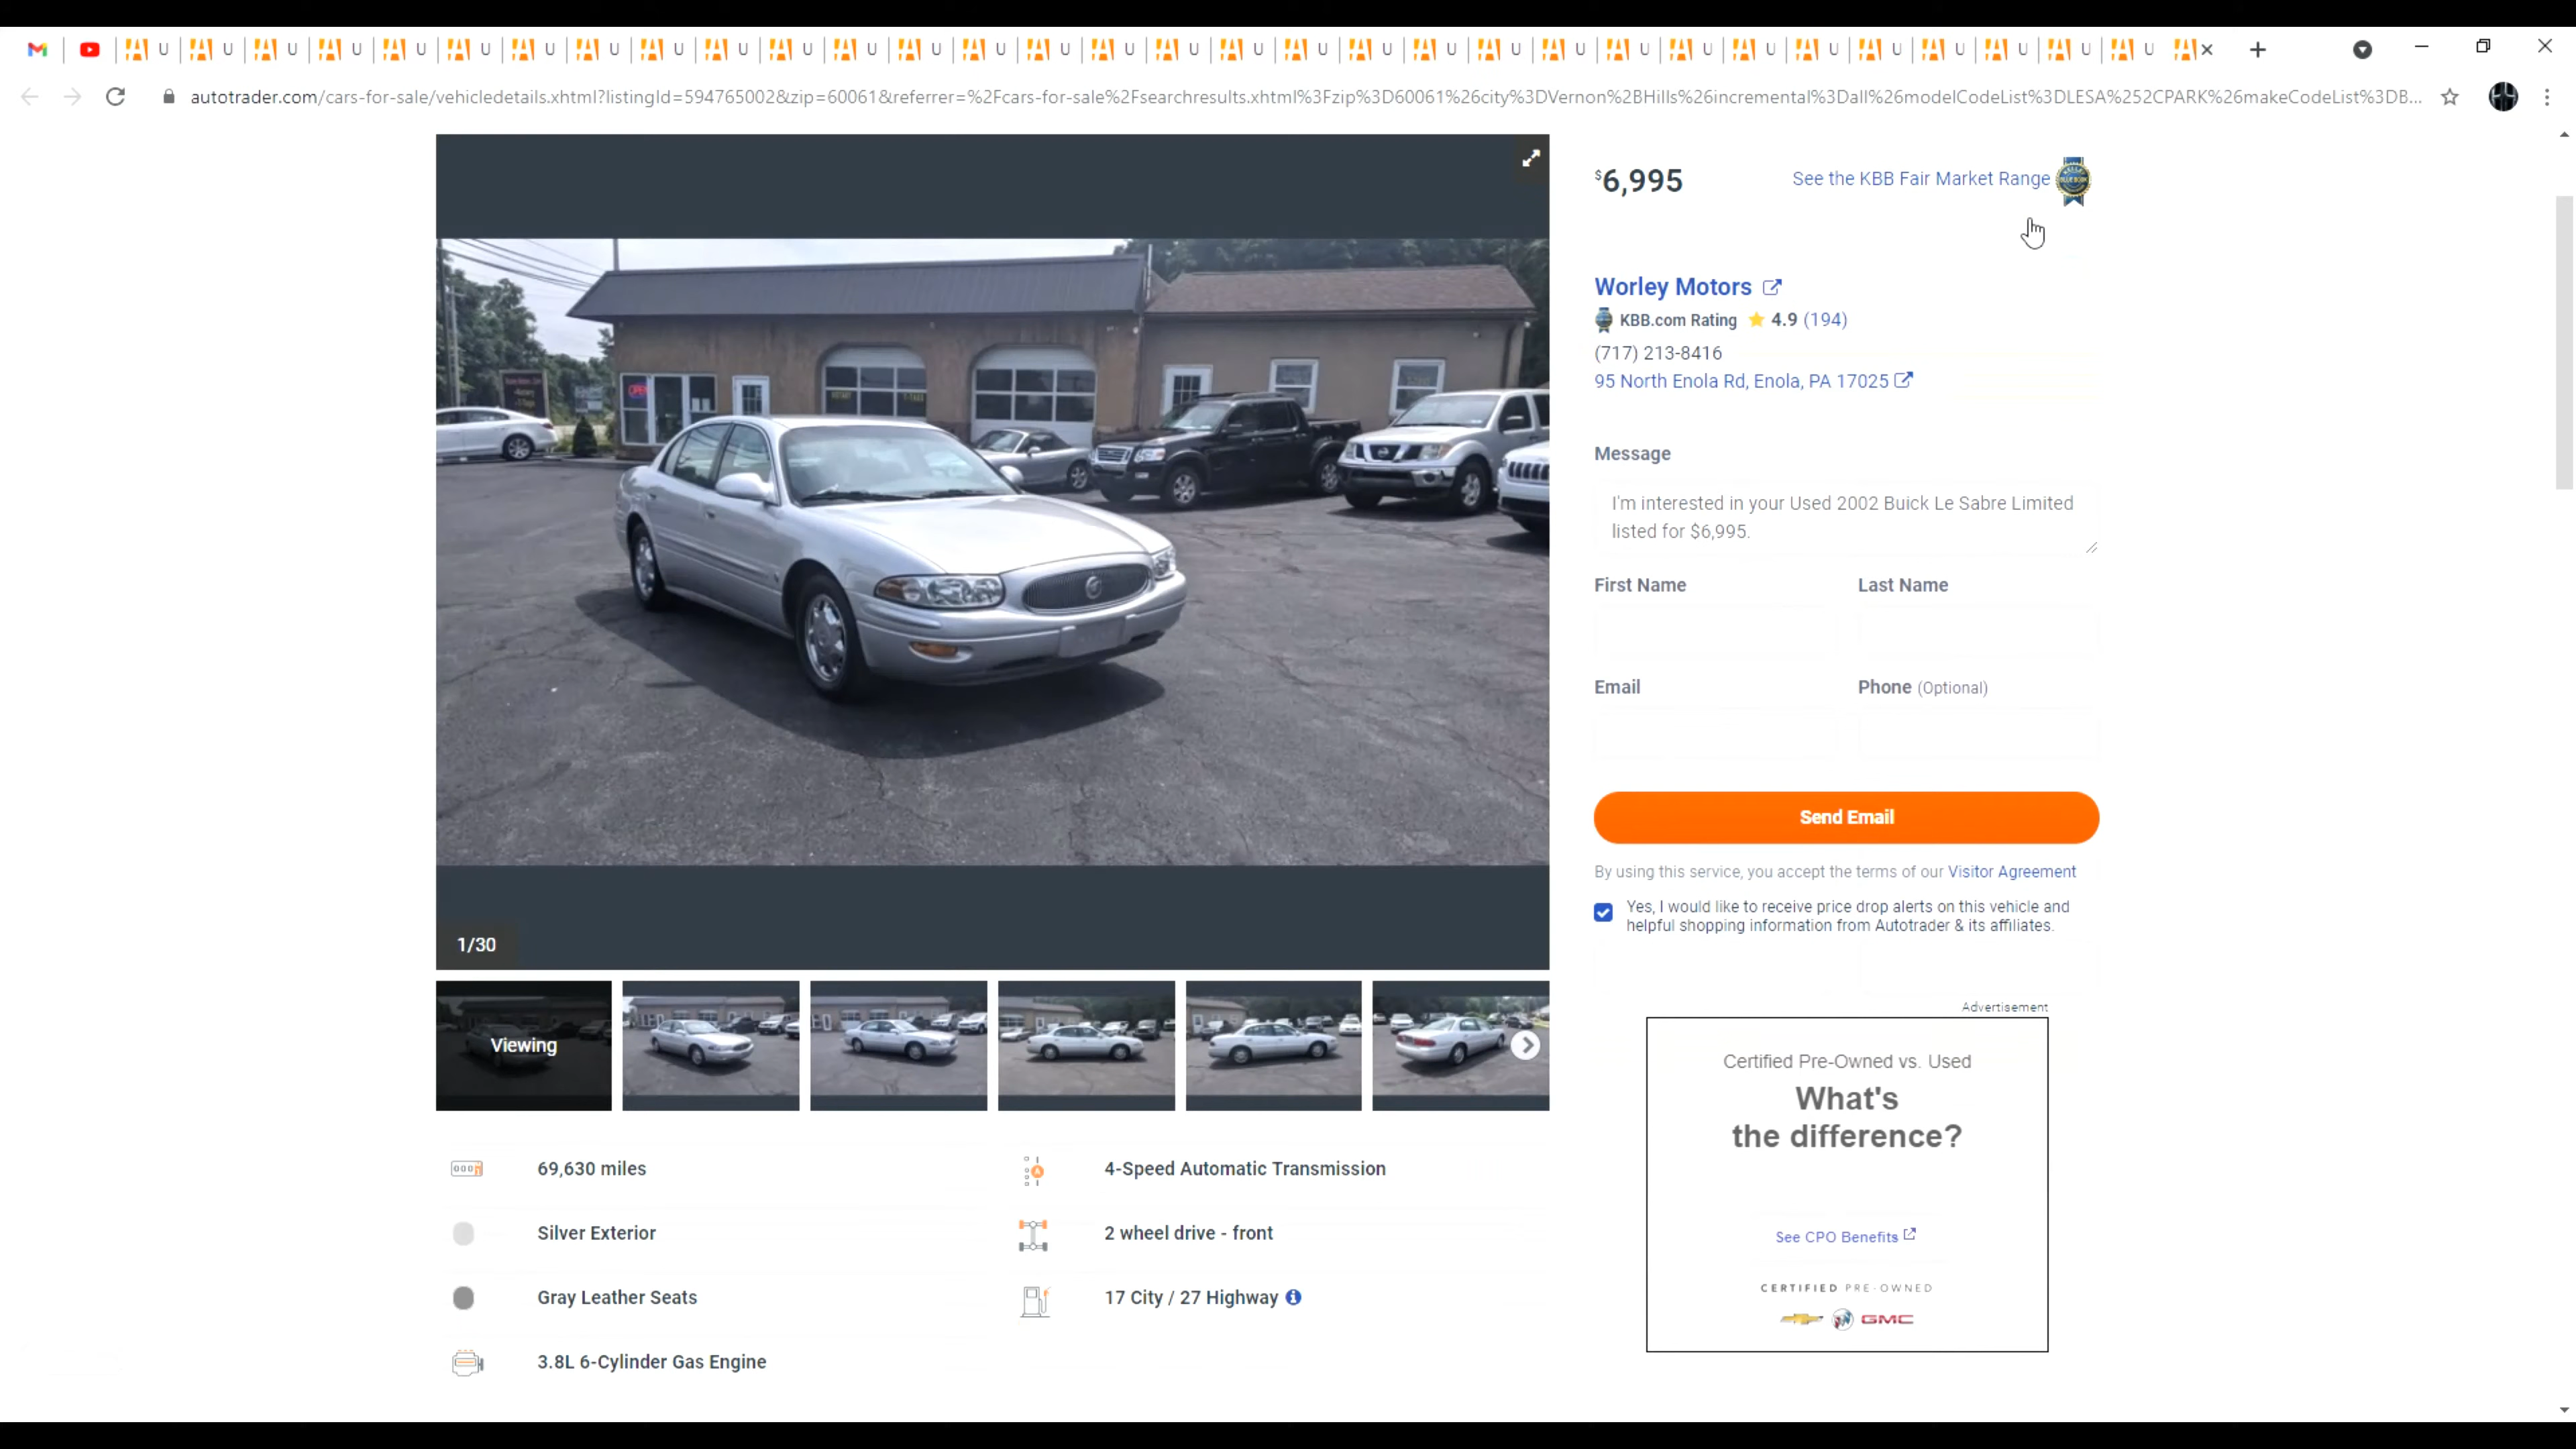 U U U U U U U U U U U U U U U U U U U U U U U U U U U U U U U U
autotrader.com/cars-for-sale/vehicledetails.xhtml?listingId=594765002&zip=60061&referrer=%2Fcars-for-sale%2Fsearchresults.xhtml%3Fzip%3D60061%26city%3DVernon%2BHills%26incremental%3Dall%26modelCodeList%3DLESA%252CPARK%26makeCodeList%3DB...
$6,995
See the KBB Fair Market Range
Worley Motors
KBB.com Rating 4.9 (194)
(717) 213-8416
95 North Enola Rd, Enola, PA 17025
OPEN
Message
I'm interested in your Used 2002 Buick Le Sabre Limited
listed for $6,995.
First Name
Last Name
Email
Phone (Optional)
Send Email
By using this service, you accept the terms of our Visitor Agreement
Yes, I would like to receive price drop alerts on this vehicle and
helpful shopping information from Autotrader & its affiliates.
1/30
Viewing
69,630 miles
4-Speed Automatic Transmission
Silver Exterior
2 wheel drive - front
Gray Leather Seats
17 City / 27 Highway
3.8L 6-Cylinder Gas Engine
Advertisement
Certified Pre-Owned vs. Used
What's
the difference?
See CPO Benefits
CERTIFIED PRE-OWNED
GMC